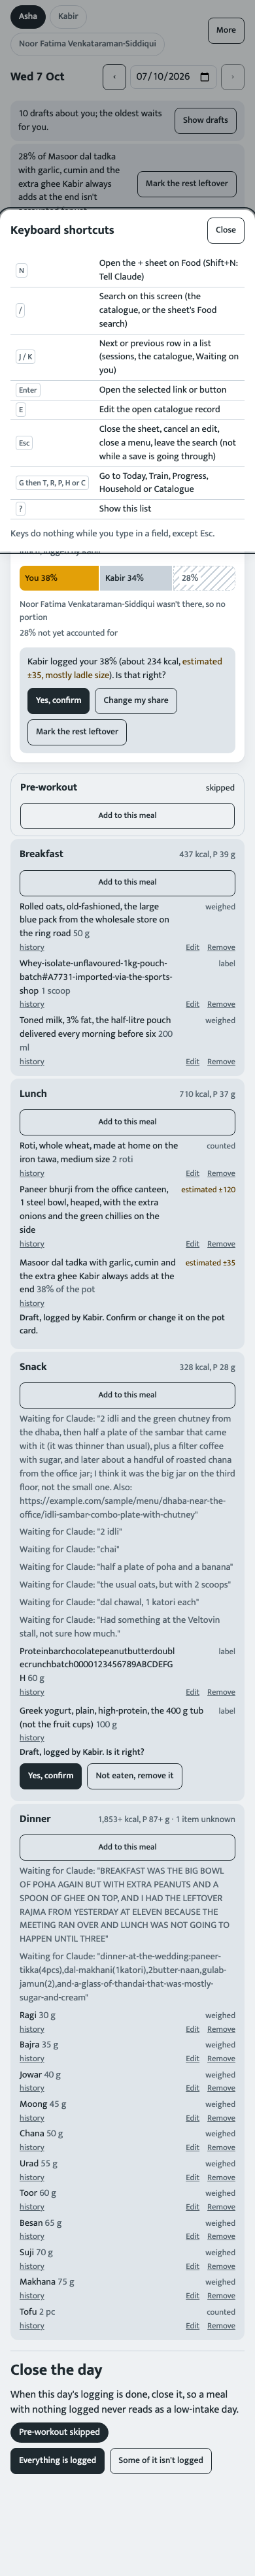 Asha
Kabir
Noor Fatima Venkataraman-Siddiqui
More
Wed 7 Oct
‹
07/10/2026
›
10 drafts about you; the oldest waits
for you.
Show drafts
28% of Masoor dal tadka
with garlic, cumin and the
extra ghee Kabir always
adds at the end isn't
Mark the rest leftover
Keyboard shortcuts
Close
N
Open the + sheet on Food (Shift+N:
Tell Claude)
/
Search on this screen (the
catalogue, or the sheet's Food
search)
J / K
Next or previous row in a list
(sessions, the catalogue, Waiting on
you)
Enter
Open the selected link or button
E
Edit the open catalogue record
Esc
Close the sheet, cancel an edit,
close a menu, leave the search (not
while a save is going through)
G then T, R, P, H or C
Go to Today, Train, Progress,
Household or Catalogue
?
Show this list
Keys do nothing while you type in a field, except Esc.
You 38%
Kabir 34%
28%
Noor Fatima Venkataraman-Siddiqui wasn't there, so no
portion
28% not yet accounted for
Kabir logged your 38% (about 234 kcal, estimated
±35, mostly ladle size). Is that right?
Yes, confirm
Change my share
Mark the rest leftover
Pre-workout
skipped
Add to this meal
Breakfast
437 kcal, P 39 g
Add to this meal
Rolled oats, old-fashioned, the large
blue pack from the wholesale store on
the ring road 50 g
weighed
history
Edit
Remove
Whey-isolate-unflavoured-1kg-pouch-
batch#A7731-imported-via-the-sports-
shop 1 scoop
label
history
Edit
Remove
Toned milk, 3% fat, the half-litre pouch
delivered every morning before six 200
ml
weighed
history
Edit
Remove
Lunch
710 kcal, P 37 g
Add to this meal
Roti, whole wheat, made at home on the
iron tawa, medium size 2 roti
counted
history
Edit
Remove
Paneer bhurji from the office canteen,
1 steel bowl, heaped, with the extra
onions and the green chillies on the
side
estimated ±120
history
Edit
Remove
Masoor dal tadka with garlic, cumin and
the extra ghee Kabir always adds at the
end 38% of the pot
estimated ±35
history
Draft, logged by Kabir. Confirm or change it on the pot
card.
Snack
328 kcal, P 28 g
Add to this meal
Waiting for Claude: "2 idli and the green chutney from
the dhaba, then half a plate of the sambar that came
with it (it was thinner than usual), plus a filter coffee
with sugar, and later about a handful of roasted chana
from the office jar; I think it was the big jar on the third
floor, not the small one. Also:
https://example.com/sample/menu/dhaba-near-the-
office/idli-sambar-combo-plate-with-chutney"
Waiting for Claude: "2 idli"
Waiting for Claude: "chai"
Waiting for Claude: "half a plate of poha and a banana"
Waiting for Claude: "the usual oats, but with 2 scoops"
Waiting for Claude: "dal chawal, 1 katori each"
Waiting for Claude: "Had something at the Veltovin
stall, not sure how much."
Proteinbarchocolatepeanutbutterdoubl
ecrunchbatch0000123456789ABCDEFG
H 60 g
label
history
Edit
Remove
Greek yogurt, plain, high-protein, the 400 g tub
(not the fruit cups) 100 g
label
history
Draft, logged by Kabir. Is it right?
Yes, confirm
Not eaten, remove it
Dinner
1,853+ kcal, P 87+ g · 1 item unknown
Add to this meal
Waiting for Claude: "BREAKFAST WAS THE BIG BOWL
OF POHA AGAIN BUT WITH EXTRA PEANUTS AND A
SPOON OF GHEE ON TOP, AND I HAD THE LEFTOVER
RAJMA FROM YESTERDAY AT ELEVEN BECAUSE THE
MEETING RAN OVER AND LUNCH WAS NOT GOING TO
HAPPEN UNTIL THREE"
Waiting for Claude: "dinner-at-the-wedding:paneer-
tikka(4pcs),dal-makhani(1katori),2butter-naan,gulab-
jamun(2),and-a-glass-of-thandai-that-was-mostly-
sugar-and-cream"
Ragi 30 g
weighed
history
Edit
Remove
Bajra 35 g
weighed
history
Edit
Remove
Jowar 40 g
weighed
history
Edit
Remove
Moong 45 g
weighed
history
Edit
Remove
Chana 50 g
weighed
history
Edit
Remove
Urad 55 g
weighed
history
Edit
Remove
Toor 60 g
weighed
history
Edit
Remove
Besan 65 g
weighed
history
Edit
Remove
Suji 70 g
weighed
history
Edit
Remove
Makhana 75 g
weighed
history
Edit
Remove
Tofu 2 pc
counted
history
Edit
Remove
Close the day
When this day's logging is done, close it, so a meal
with nothing logged never reads as a low-intake day.
Pre-workout skipped
Everything is logged
Some of it isn't logged